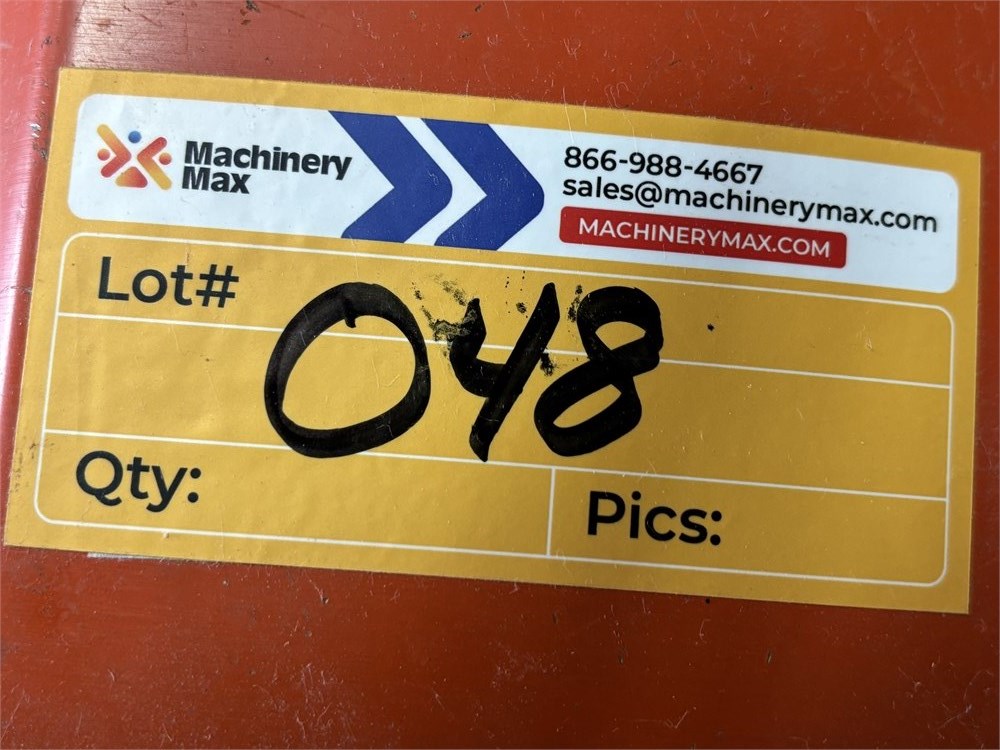 Machinery
Max
866-988-4667
sales@machinerymax.com
MACHINERYMAX.COM
Lot# 048
Qty:
Pics: